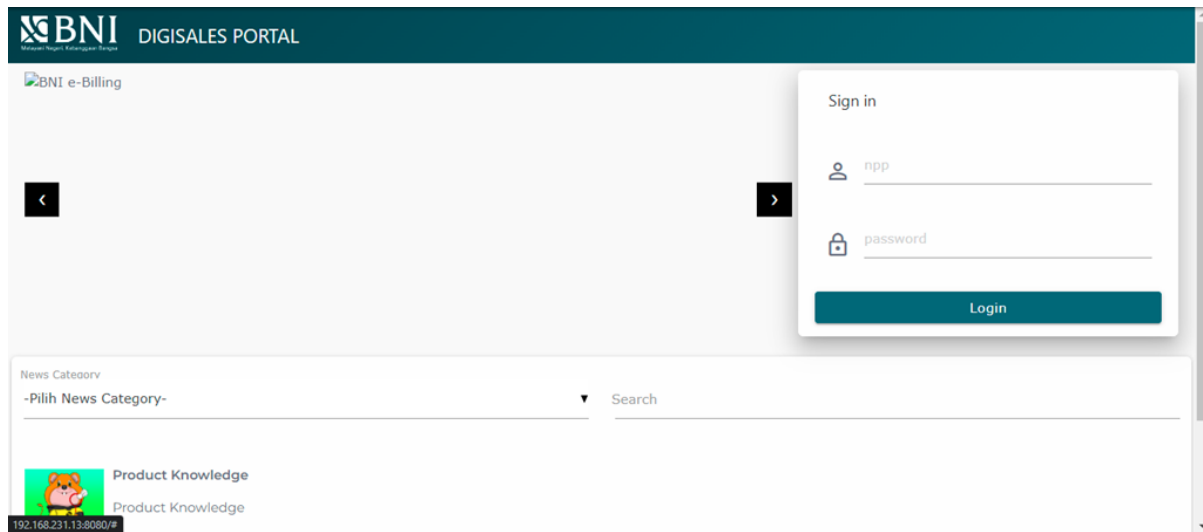 BNI
Melayani Negeri, Kebanggaan Bangsa
DIGISALES PORTAL
BNI e-Billing
Sign in
npp
password
Login
‹
›
News Category
-Pilih News Category-
Search
Product Knowledge
Product Knowledge
192.168.231.13:8080/#